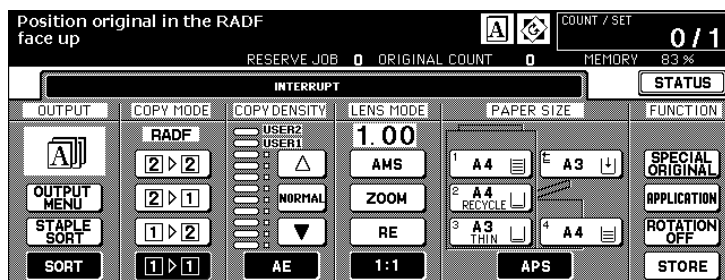 Position original in the RADF
face up
A
COUNT / SET
0 / 1
RESERVE JOB 0 ORIGINAL COUNT 0 MEMORY 83 %
INTERRUPT
STATUS
OUTPUT COPY MODE COPY DENSITY LENS MODE PAPER SIZE FUNCTION
A
OUTPUT
MENU
STAPLE
SORT
SORT
RADF
2 ▷ 2
2 ▷ 1
1 ▷ 2
1 ▷ 1
USER2
USER1
△
NORMAL
▼
AE
1.00
AMS
ZOOM
RE
1:1
1 A4
A3
2 A4
RECYCLE
3 A3
THIN
4 A4
APS
SPECIAL
ORIGINAL
APPLICATION
ROTATION
OFF
STORE